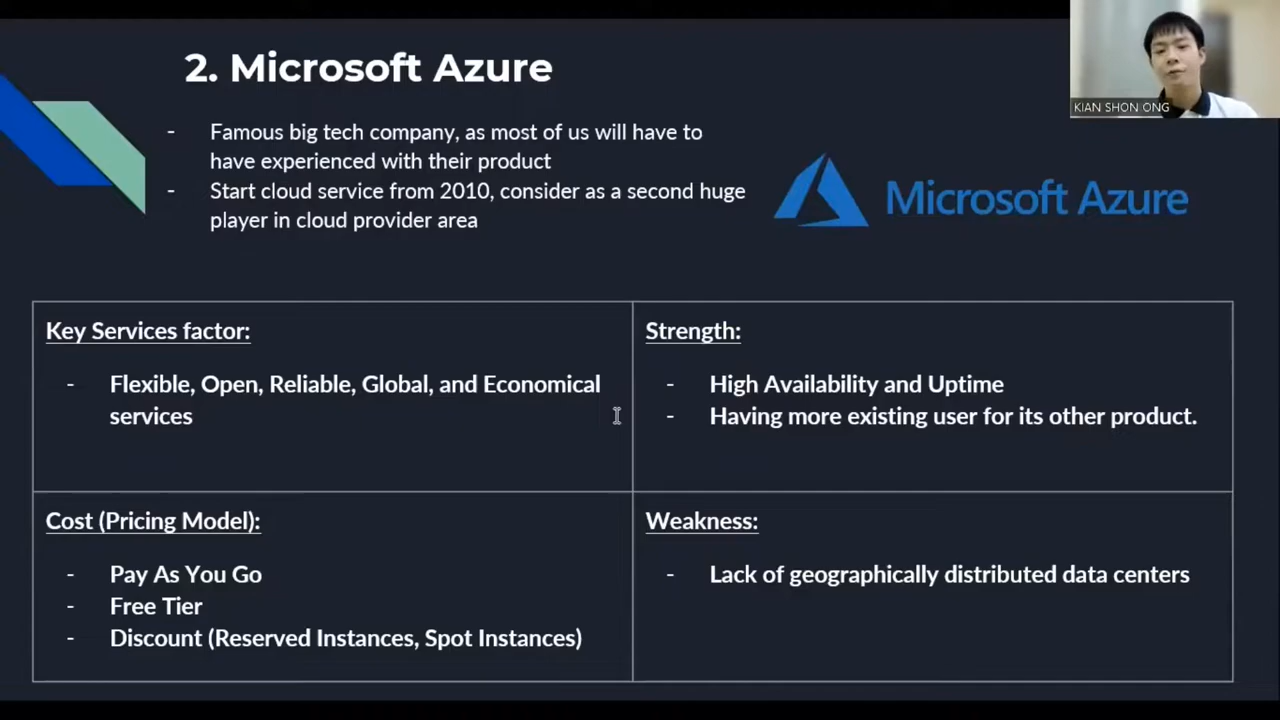 2. Microsoft Azure
KIAN SHON ONG
- Famous big tech company, as most of us will have to
have experienced with their product
- Start cloud service from 2010, consider as a second huge
player in cloud provider area
Microsoft Azure
Key Services factor:
- Flexible, Open, Reliable, Global, and Economical
services
Strength:
- High Availability and Uptime
- Having more existing user for its other product.
Cost (Pricing Model):
- Pay As You Go
- Free Tier
- Discount (Reserved Instances, Spot Instances)
Weakness:
- Lack of geographically distributed data centers